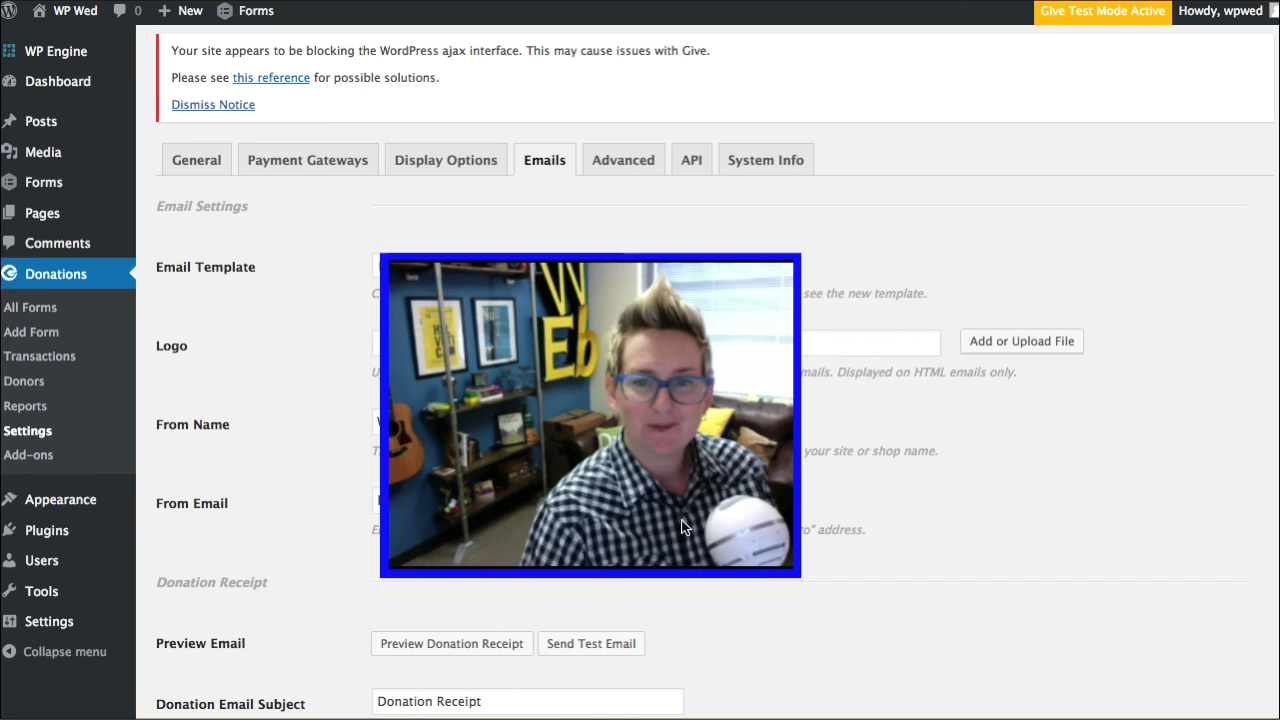 WP Wed 0 New Forms Give Test Mode Active Howdy, wpwed
WP Engine
Dashboard
Posts
Media
Forms
Pages
Comments
Donations
All Forms
Add Form
Transactions
Donors
Reports
Settings
Add-ons
Appearance
Plugins
Users
Tools
Settings
Collapse menu
Your site appears to be blocking the WordPress ajax interface. This may cause issues with Give.
Please see this reference for possible solutions.
Dismiss Notice
General Payment Gateways Display Options Emails Advanced API System Info
Email Settings
Email Template
see the new template.
Logo Add or Upload File
mails. Displayed on HTML emails only.
From Name
your site or shop name.
From Email
to" address.
WEb
Donation Receipt
Preview Email Preview Donation Receipt Send Test Email
Donation Email Subject Donation Receipt